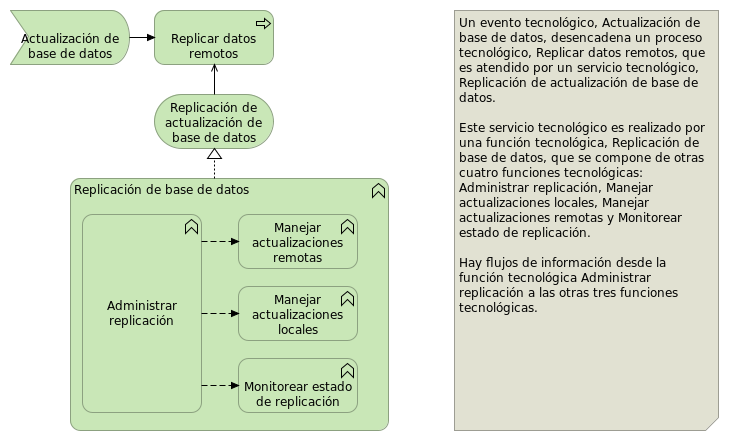 Actualización de
base de datos
Replicar datos
remotos
Replicación de
actualización de
base de datos
Replicación de base de datos
Administrar
replicación
Manejar
actualizaciones
remotas
Manejar
actualizaciones
locales
Monitorear estado
de replicación
Un evento tecnológico, Actualización de
base de datos, desencadena un proceso
tecnológico, Replicar datos remotos, que
es atendido por un servicio tecnológico,
Replicación de actualización de base de
datos.
Este servicio tecnológico es realizado por
una función tecnológica, Replicación de
base de datos, que se compone de otras
cuatro funciones tecnológicas:
Administrar replicación, Manejar
actualizaciones locales, Manejar
actualizaciones remotas y Monitorear
estado de replicación.
Hay flujos de información desde la
función tecnológica Administrar
replicación a las otras tres funciones
tecnológicas.